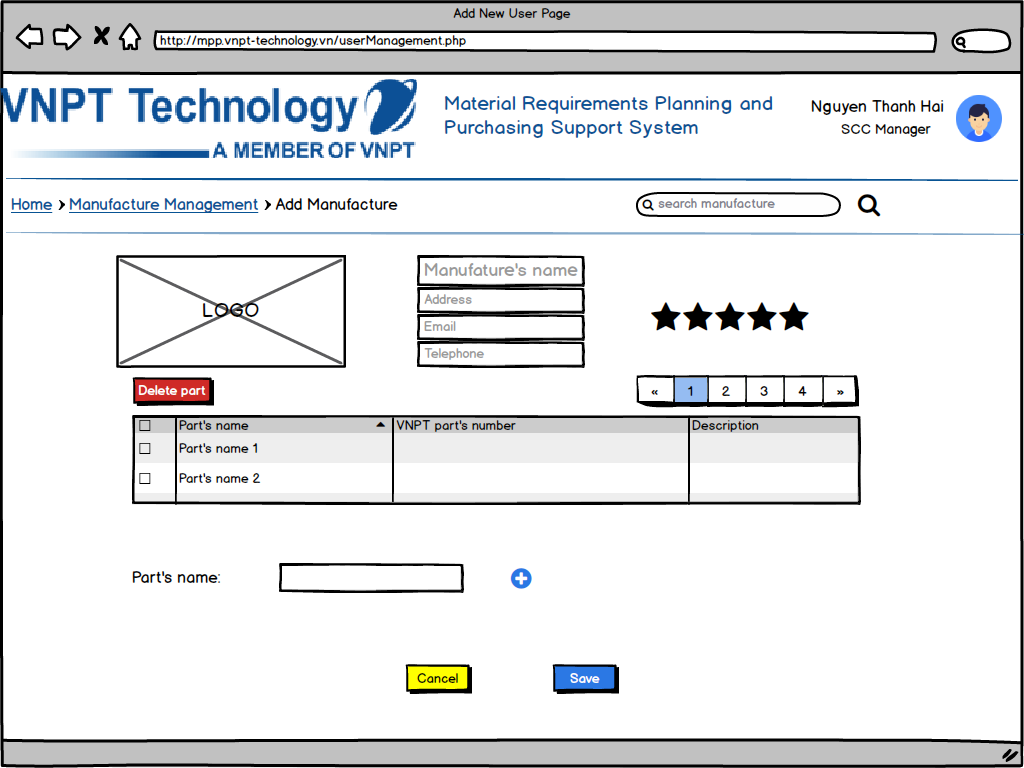 Add New User Page
http://mpp.vnpt-technology.vn/userManagement.php
VNPT Technology
A MEMBER OF VNPT
Material Requirements Planning and
Purchasing Support System
Nguyen Thanh Hai
SCC Manager
Home > Manufacture Management > Add Manufacture
search manufacture
LOGO
Manufature's name
Address
Email
Telephone
Delete part
« 1 2 3 4 »
Part's name VNPT part's number Description
Part's name 1
Part's name 2
Part's name:
Cancel Save